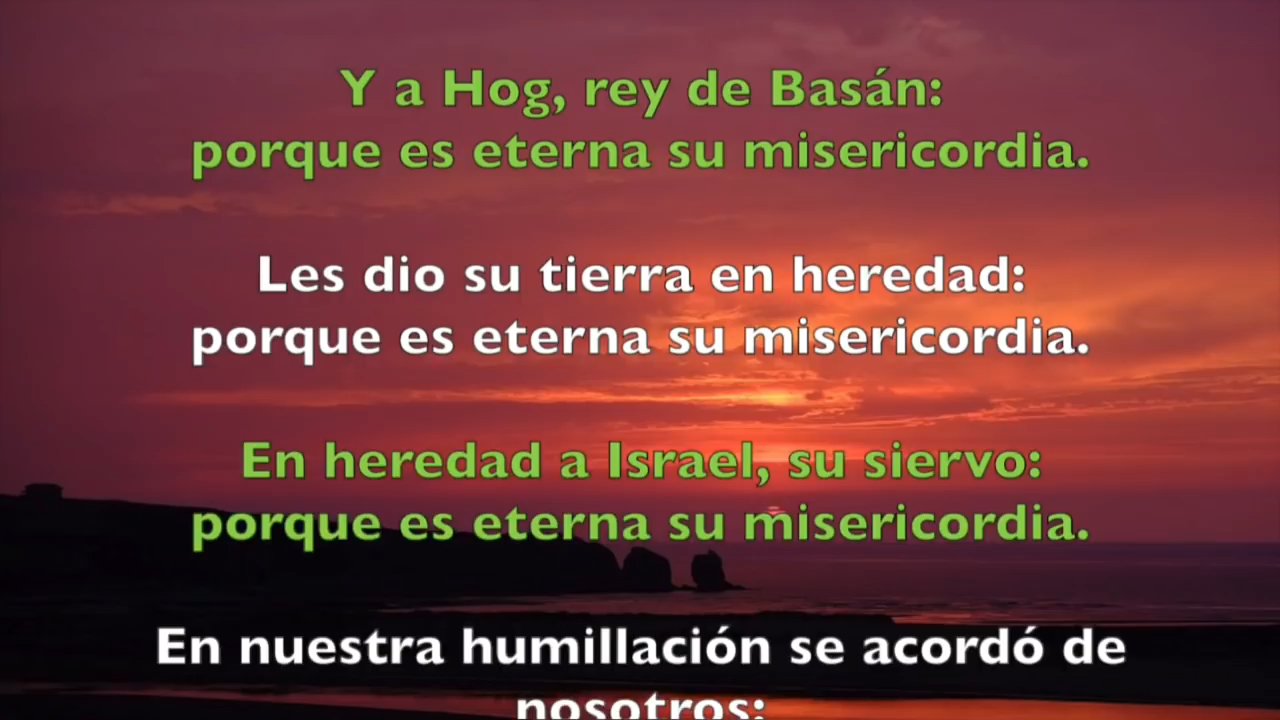 Y a Hog, rey de Basán:
porque es eterna su misericordia.
Les dio su tierra en heredad:
porque es eterna su misericordia.
En heredad a Israel, su siervo:
porque es eterna su misericordia.
En nuestra humillación se acordó de
nosotros: